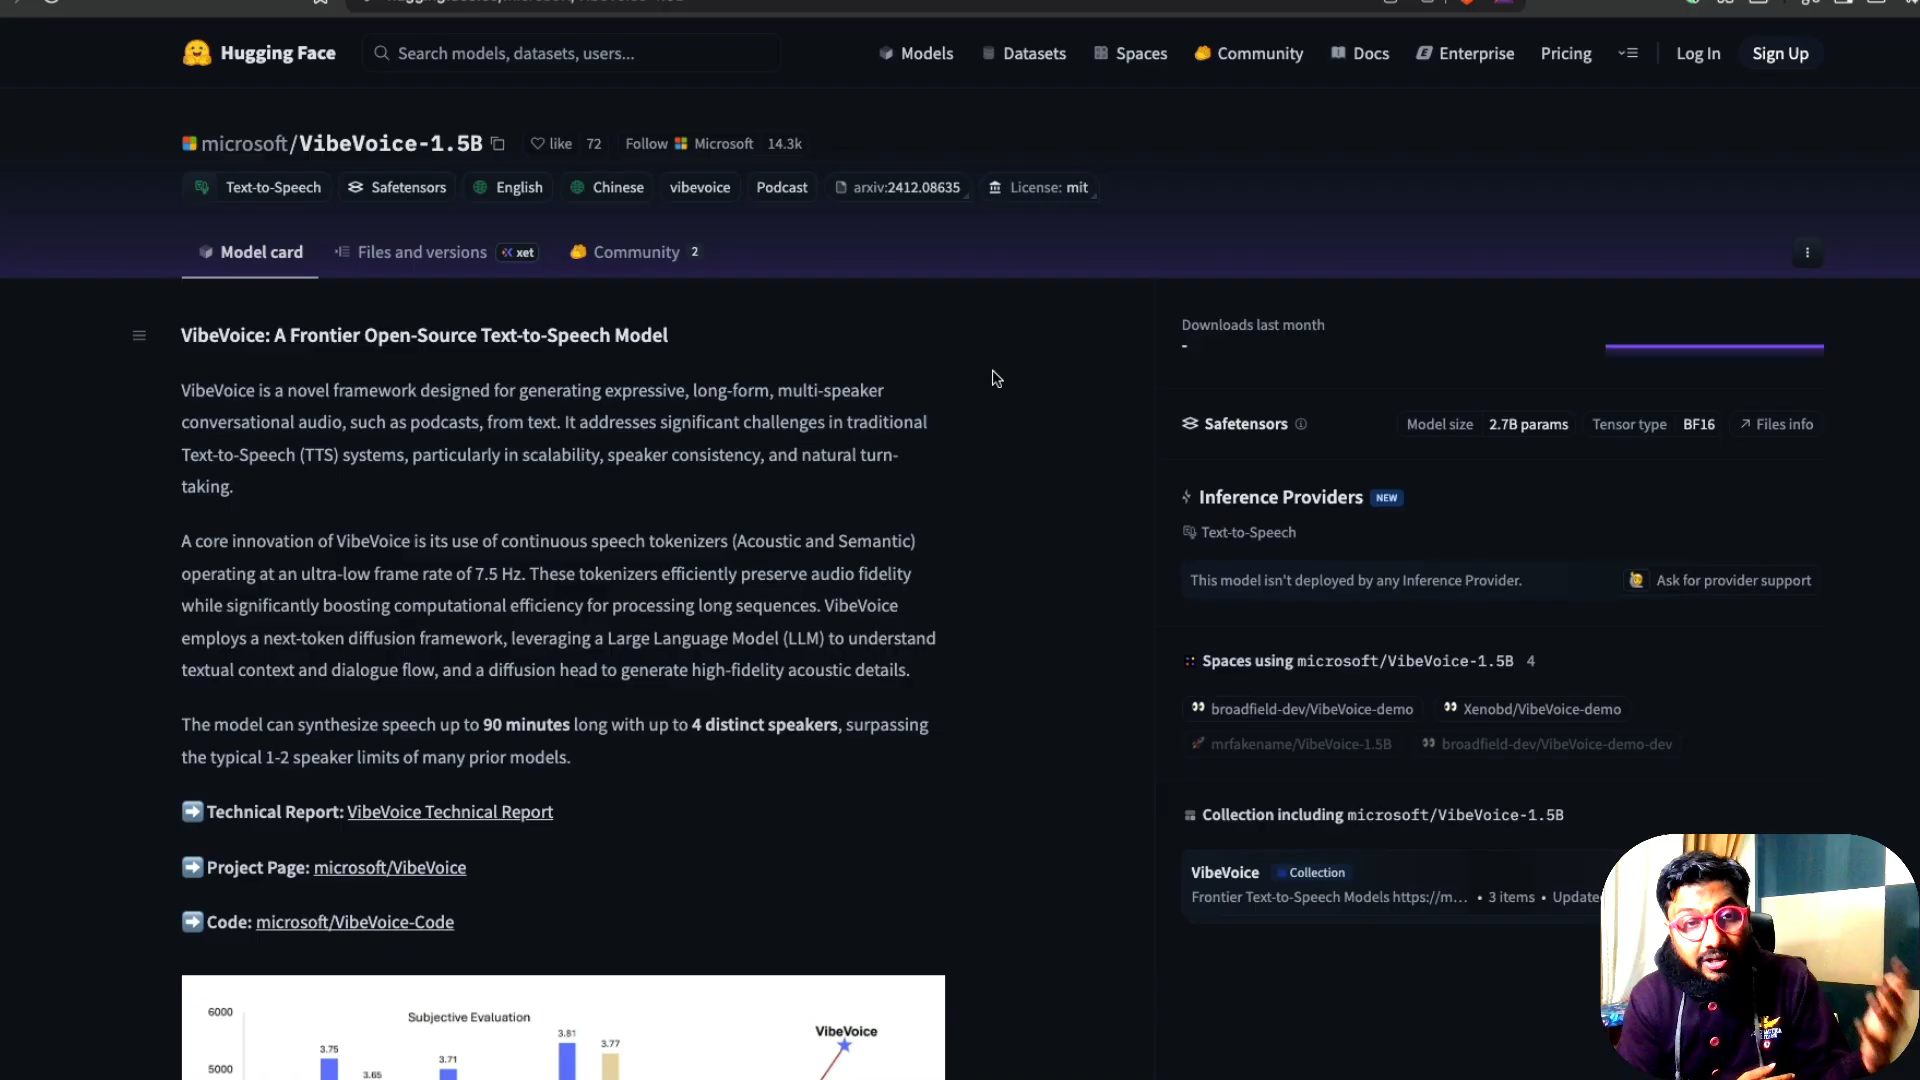 Hugging Face
Search models, datasets, users...
Models
Datasets
Spaces
Community
Docs
Enterprise
Pricing
Log In
Sign Up
microsoft/VibeVoice-1.5B
like 72
Follow Microsoft 14.3k
Text-to-Speech
Safetensors
English
Chinese
vibevoice
Podcast
arxiv:2412.08635
License: mit
Model card
Files and versions
xet
Community 2
VibeVoice: A Frontier Open-Source Text-to-Speech Model
VibeVoice is a novel framework designed for generating expressive, long-form, multi-speaker
conversational audio, such as podcasts, from text. It addresses significant challenges in traditional
Text-to-Speech (TTS) systems, particularly in scalability, speaker consistency, and natural turn-
taking.
A core innovation of VibeVoice is its use of continuous speech tokenizers (Acoustic and Semantic)
operating at an ultra-low frame rate of 7.5 Hz. These tokenizers efficiently preserve audio fidelity
while significantly boosting computational efficiency for processing long sequences. VibeVoice
employs a next-token diffusion framework, leveraging a Large Language Model (LLM) to understand
textual context and dialogue flow, and a diffusion head to generate high-fidelity acoustic details.
The model can synthesize speech up to 90 minutes long with up to 4 distinct speakers, surpassing
the typical 1-2 speaker limits of many prior models.
Technical Report: VibeVoice Technical Report
Project Page: microsoft/VibeVoice
Code: microsoft/VibeVoice-Code
6000
Subjective Evaluation
3.81
3.77
VibeVoice
3.75
3.71
3.65
5000
Downloads last month
-
Safetensors
Model size 2.7B params
Tensor type BF16
Files info
Inference Providers NEW
Text-to-Speech
This model isn't deployed by any Inference Provider.
Ask for provider support
Spaces using microsoft/VibeVoice-1.5B 4
broadfield-dev/VibeVoice-demo
Xenobd/VibeVoice-demo
mrfakename/VibeVoice-1.5B
broadfield-dev/VibeVoice-demo-dev
Collection including microsoft/VibeVoice-1.5B
VibeVoice Collection
Frontier Text-to-Speech Models https://m... • 3 items • Update